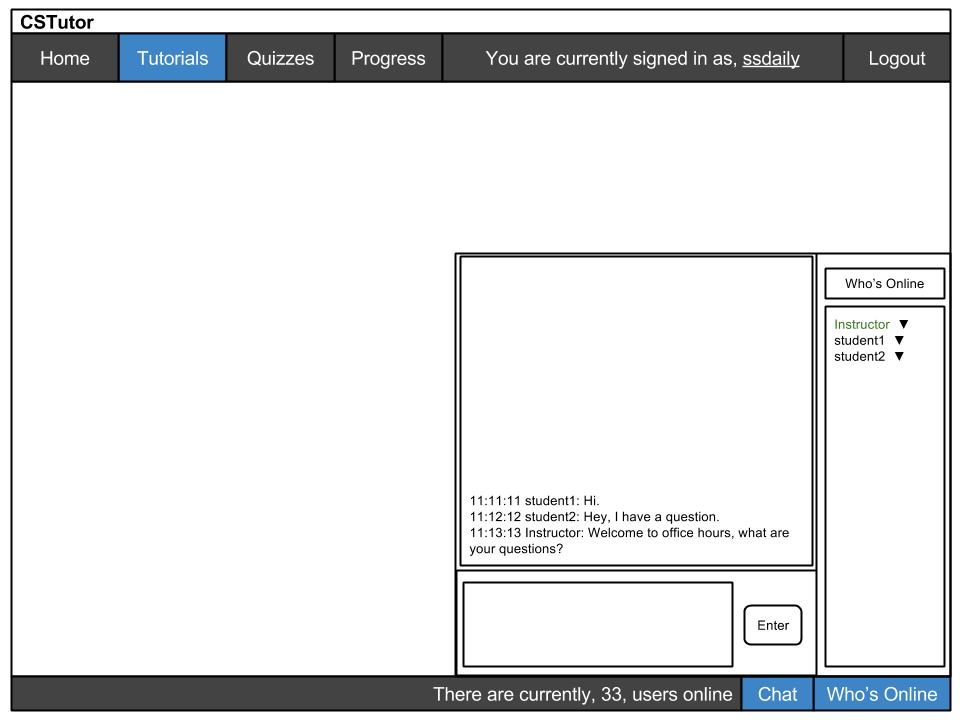 CSTutor
Home Tutorials Quizzes Progress You are currently signed in as, ssdaily Logout
Who's Online
Instructor ▼
student1 ▼
student2 ▼
11:11:11 student1: Hi.
11:12:12 student2: Hey, I have a question.
11:13:13 Instructor: Welcome to office hours, what are
your questions?
Enter
There are currently, 33, users online Chat Who's Online